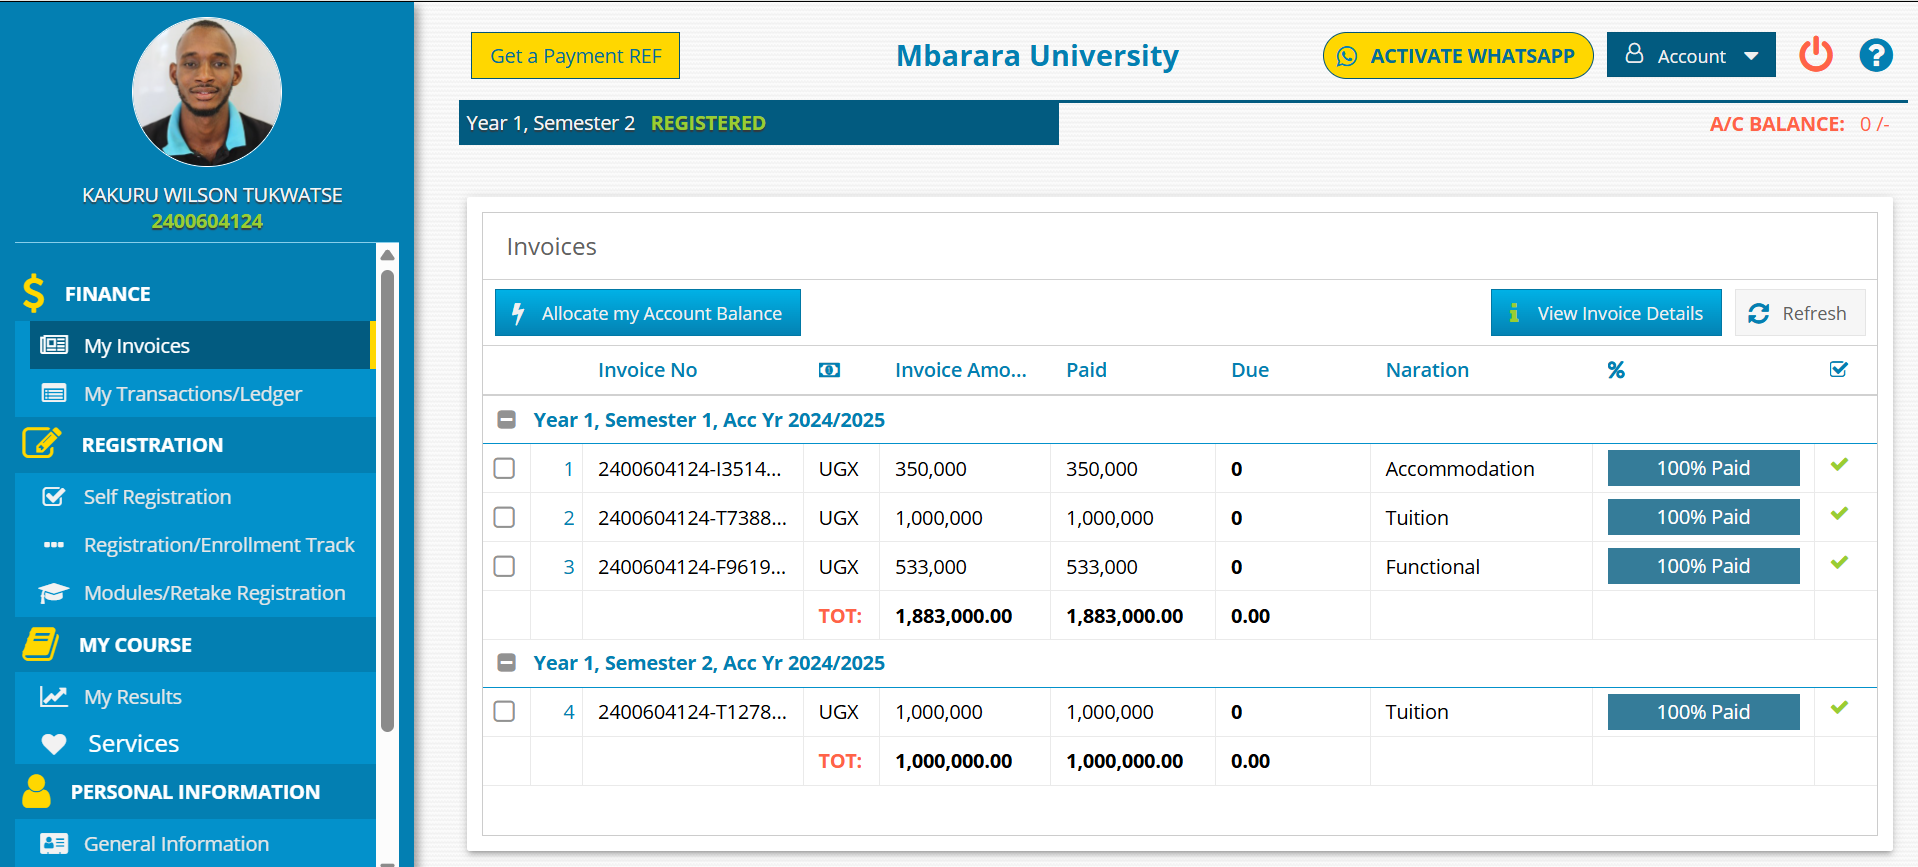 KAKURU WILSON TUKWATSE
2400604124
FINANCE
My Invoices
My Transactions/Ledger
REGISTRATION
Self Registration
Registration/Enrollment Track
Modules/Retake Registration
MY COURSE
My Results
Services
PERSONAL INFORMATION
General Information
Get a Payment REF
Mbarara University
ACTIVATE WHATSAPP
Account
Year 1, Semester 2 REGISTERED
A/C BALANCE: 0 /-
Invoices
Allocate my Account Balance
View Invoice Details
Refresh
Invoice No Invoice Amo... Paid Due Naration %
Year 1, Semester 1, Acc Yr 2024/2025
1 2400604124-I3514... UGX 350,000 350,000 0 Accommodation 100% Paid
2 2400604124-T7388... UGX 1,000,000 1,000,000 0 Tuition 100% Paid
3 2400604124-F9619... UGX 533,000 533,000 0 Functional 100% Paid
TOT: 1,883,000.00 1,883,000.00 0.00
Year 1, Semester 2, Acc Yr 2024/2025
4 2400604124-T1278... UGX 1,000,000 1,000,000 0 Tuition 100% Paid
TOT: 1,000,000.00 1,000,000.00 0.00